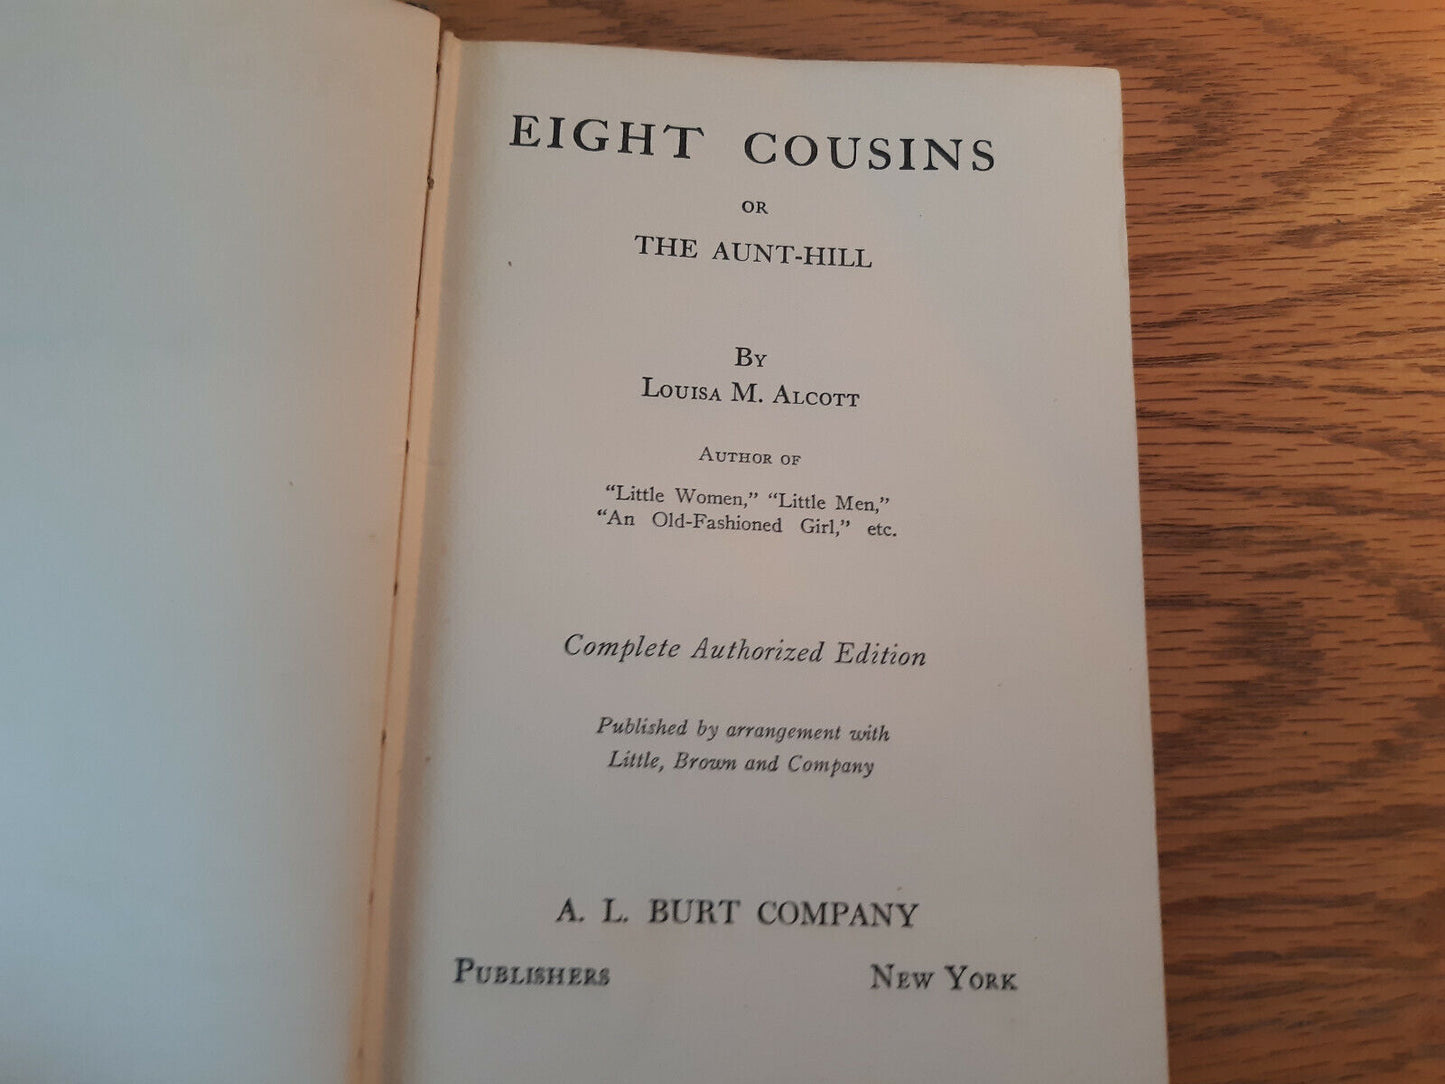 EIGHT COUSINS
OR
THE AUNT-HILL
By
Louisa M. Alcott
Author of
“Little Women,” “Little Men,”
“An Old-Fashioned Girl,” etc.
Complete Authorized Edition
Published by arrangement with
Little, Brown and Company
A. L. BURT COMPANY
Publishers New York